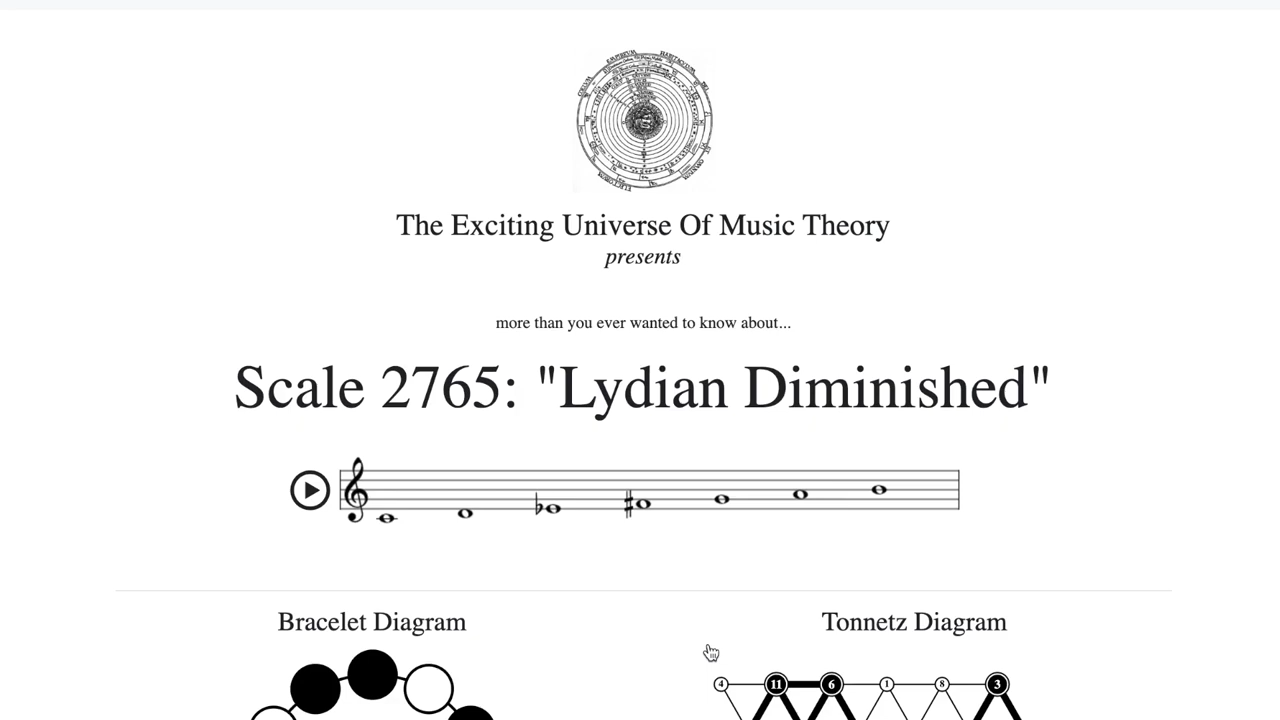 The Exciting Universe Of Music Theory
presents
more than you ever wanted to know about...
Scale 2765: "Lydian Diminished"
Bracelet Diagram
Tonnetz Diagram
4 11 6 1 8 3